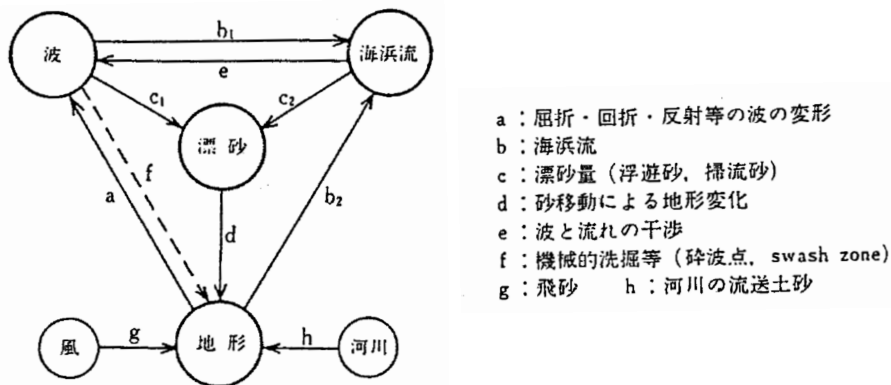 波
b₁
海浜流
e
c₁
c₂
漂砂
f
a
b₂
d
風
g
地形
h
河川
a：屈折・回折・反射等の波の変形
b：海浜流
c：漂砂量（浮遊砂，掃流砂）
d：砂移動による地形変化
e：波と流れの干渉
f：機械的洗掘等（砕波点，swash zone）
g：飛砂　h：河川の流送土砂